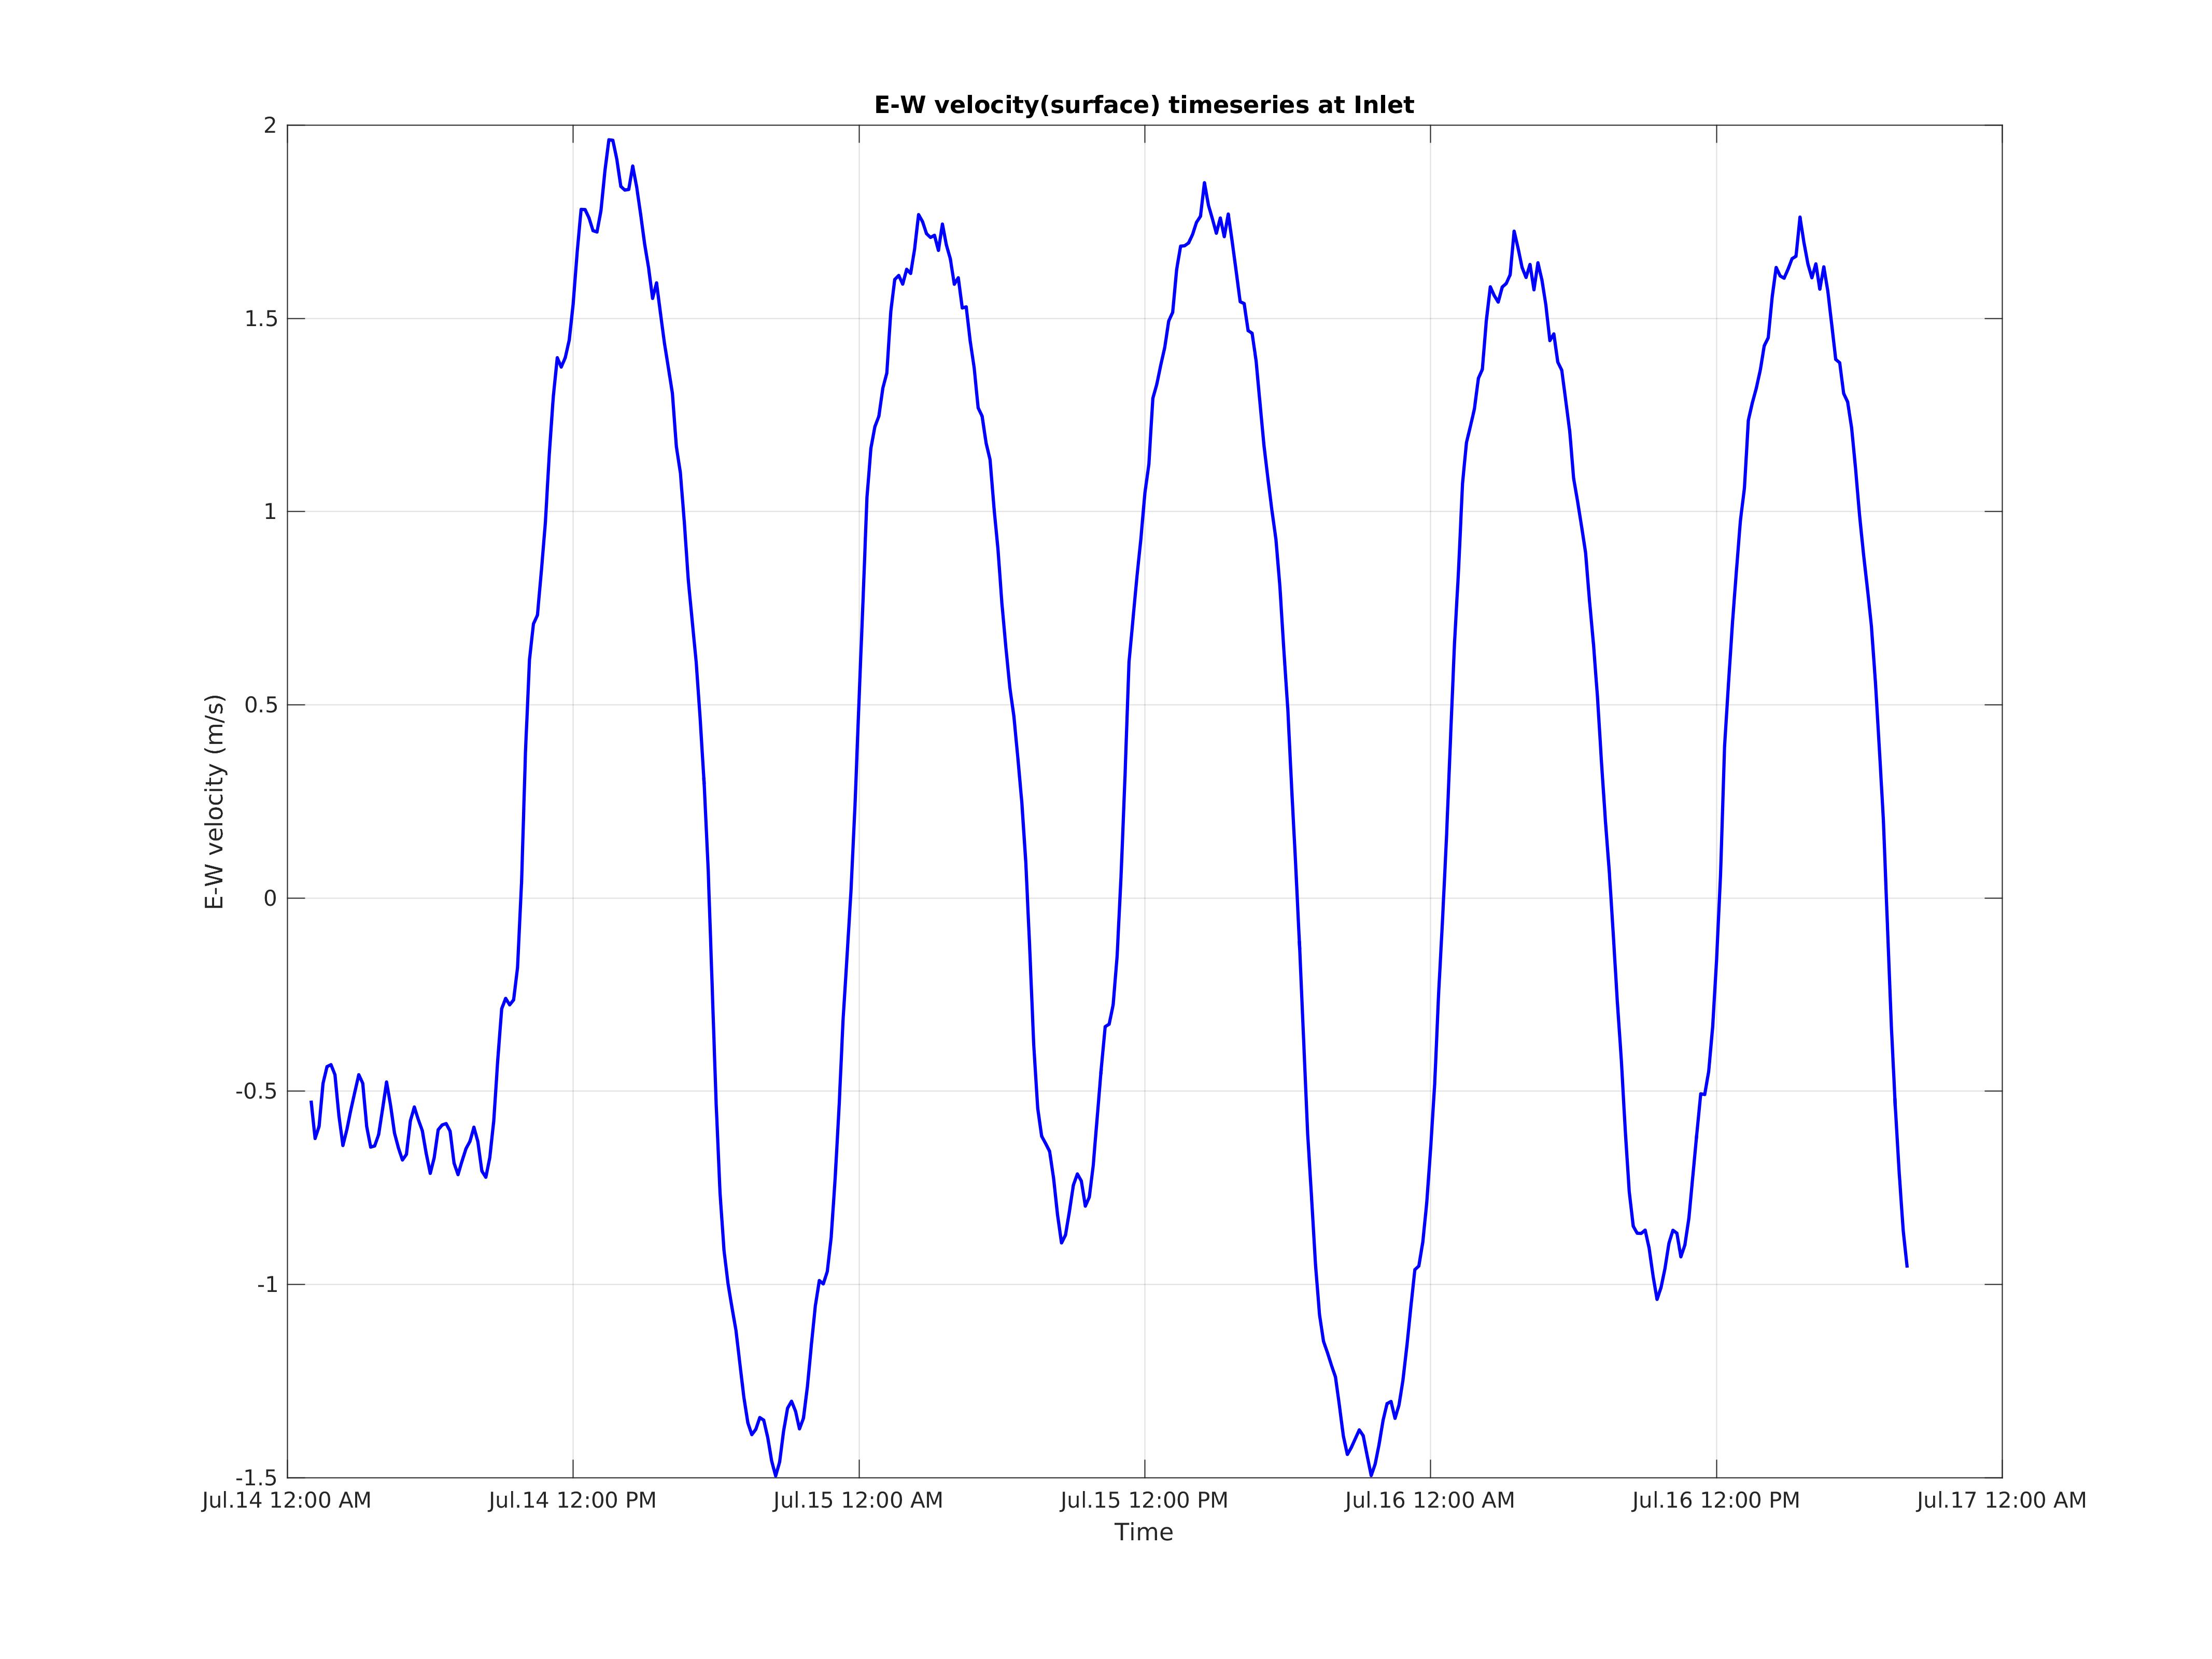 E-W velocity(surface) timeseries at Inlet
2
1.5
1
0.5
0
-0.5
-1
-1.5
E-W velocity (m/s)
Jul.14 12:00 AM
Jul.14 12:00 PM
Jul.15 12:00 AM
Jul.15 12:00 PM
Jul.16 12:00 AM
Jul.16 12:00 PM
Jul.17 12:00 AM
Time